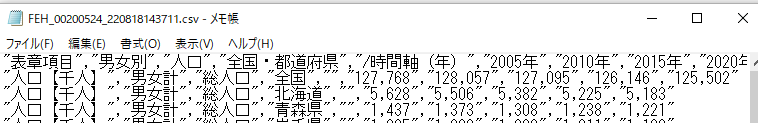 FEH_00200524_220818143711.csv - メモ帳
ファイル(F) 編集(E) 書式(O) 表示(V) ヘルプ(H)
"表章項目","男女別","人口","全国・都道府県","/時間軸（年）","2005年","2010年","2015年","2020年
"人口【千人】","男女計","総人口","全国","","127,768","128,057","127,095","126,146","125,502"
"人口【千人】","男女計","総人口","北海道","","5,628","5,506","5,382","5,225","5,183"
"人口【千人】","男女計","総人口","青森県","","1,437","1,373","1,308","1,238","1,221"